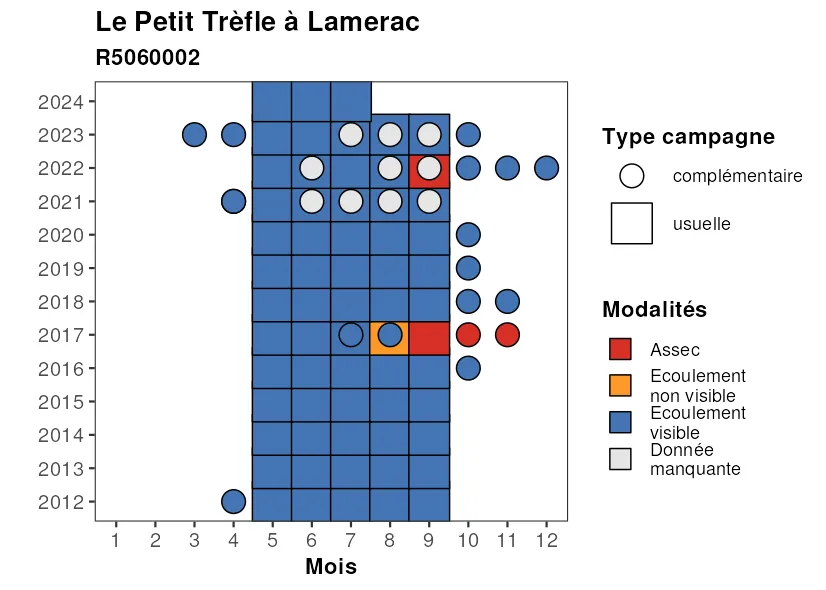 Le Petit Trèfle à Lamerac
R5060002
2024
2023
2022
2021
2020
2019
2018
2017
2016
2015
2014
2013
2012
1 2 3 4 5 6 7 8 9 10 11 12
Mois
Type campagne
complémentaire
usuelle
Modalités
Assec
Ecoulement
non visible
Ecoulement
visible
Donnée
manquante